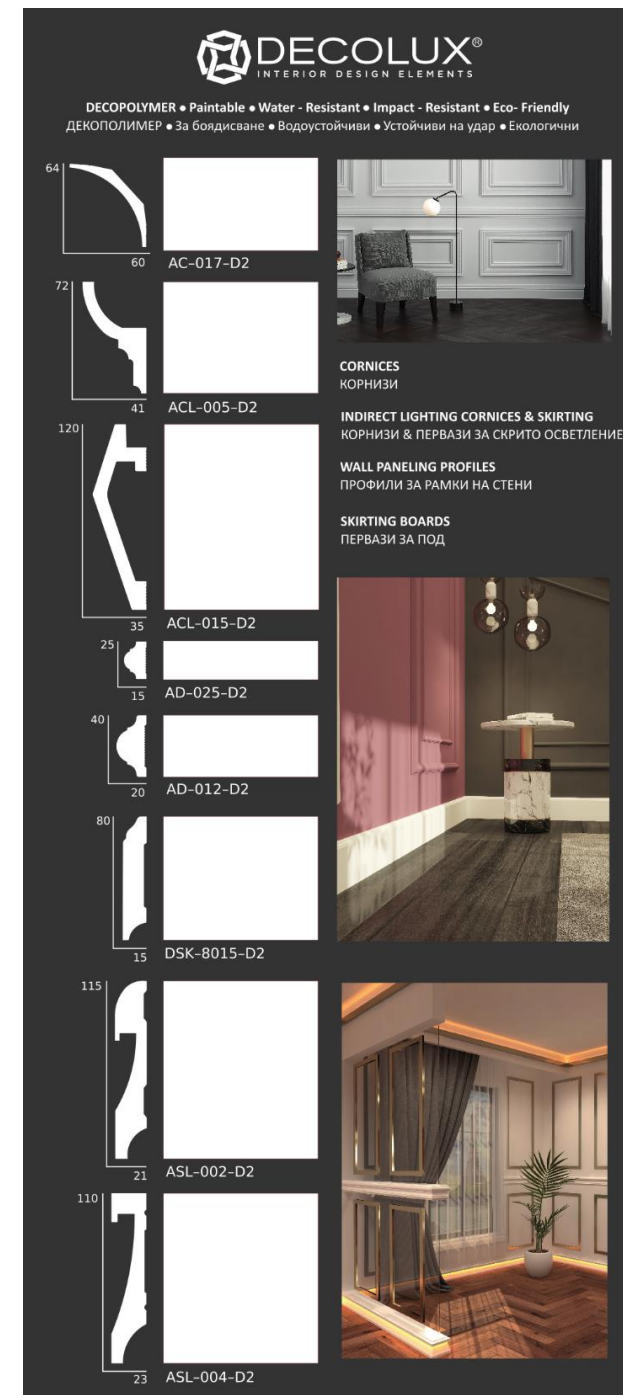 DECOLUX®
INTERIOR DESIGN ELEMENTS
DECOPOLYMER ● Paintable ● Water - Resistant ● Impact - Resistant ● Eco- Friendly
ДЕКОПОЛИМЕР ● За боядисване ● Водоустойчиви ● Устойчиви на удар ● Екологични
64
60
AC-017-D2
72
41
ACL-005-D2
120
35
ACL-015-D2
25
15
AD-025-D2
40
20
AD-012-D2
80
15
DSK-8015-D2
115
21
ASL-002-D2
110
23
ASL-004-D2
CORNICES
КОРНИЗИ
INDIRECT LIGHTING CORNICES & SKIRTING
КОРНИЗИ & ПЕРВАЗИ ЗА СКРИТО ОСВЕТЛЕНИЕ
WALL PANELING PROFILES
ПРОФИЛИ ЗА РАМКИ НА СТЕНИ
SKIRTING BOARDS
ПЕРВАЗИ ЗА ПОД